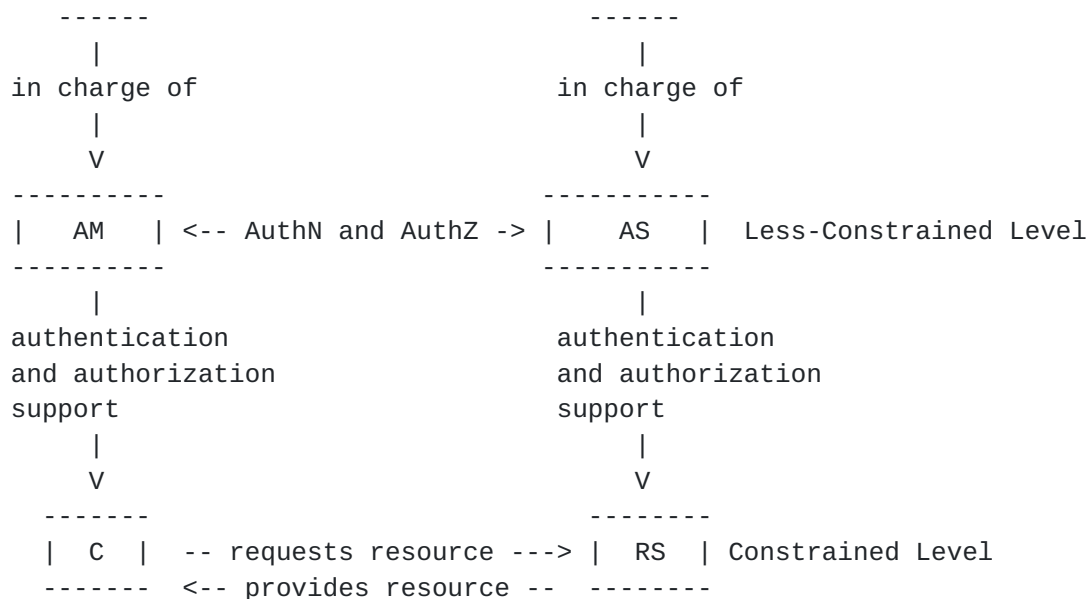 ------                             ------
|                                  |
in charge of                       in charge of
|                                  |
V                                  V
----------                         -----------
|   AM   | <-- AuthN and AuthZ -> |    AS   |  Less-Constrained Level
----------                         -----------
|                                  |
authentication                     authentication
and authorization                  and authorization
support                            support
|                                  |
V                                  V
-------                            --------
|  C  |  -- requests resource ---> |  RS  | Constrained Level
-------  <-- provides resource --  --------